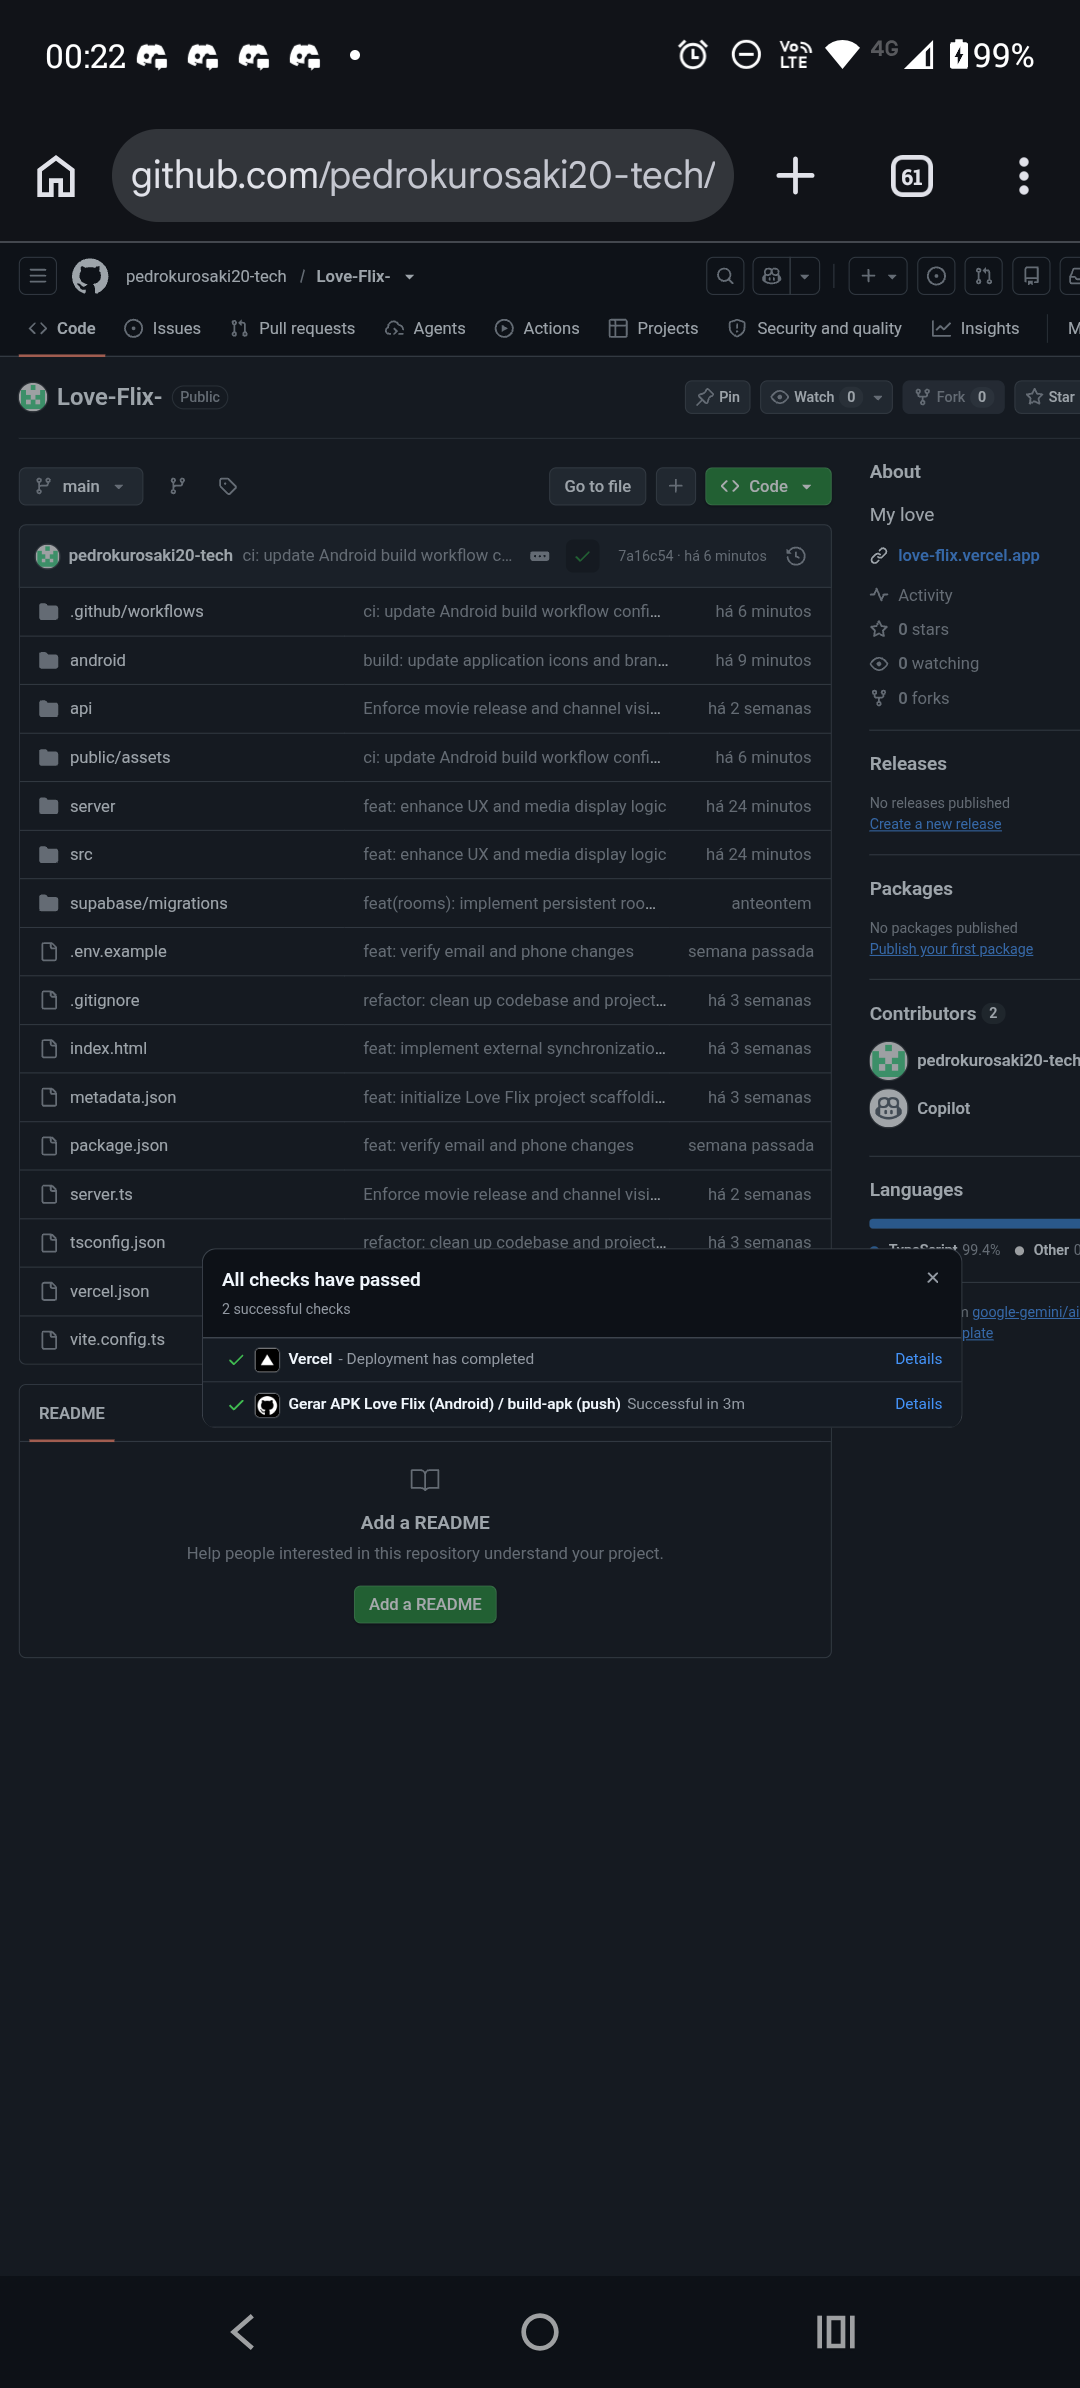 00:22
Vo LTE
4G
99%
github.com/pedrokurosaki20-tech/
61
pedrokurosaki20-tech / Love-Flix-
Code
Issues
Pull requests
Agents
Actions
Projects
Security and quality
Insights
M
Love-Flix-
Public
Pin
Watch 0
Fork 0
Star
main
Go to file
Code
pedrokurosaki20-tech ci: update Android build workflow c... 7a16c54 · há 6 minutos
.github/workflows ci: update Android build workflow confi... há 6 minutos
android build: update application icons and bran... há 9 minutos
api Enforce movie release and channel visi... há 2 semanas
public/assets ci: update Android build workflow confi... há 6 minutos
server feat: enhance UX and media display logic há 24 minutos
src feat: enhance UX and media display logic há 24 minutos
supabase/migrations feat(rooms): implement persistent roo... anteontem
.env.example feat: verify email and phone changes semana passada
.gitignore refactor: clean up codebase and project... há 3 semanas
index.html feat: implement external synchronizatio... há 3 semanas
metadata.json feat: initialize Love Flix project scaffoldi... há 3 semanas
package.json feat: verify email and phone changes semana passada
server.ts Enforce movie release and channel visi... há 2 semanas
tsconfig.json refactor: clean up codebase and project... há 3 semanas
vercel.json
vite.config.ts
All checks have passed
2 successful checks
Vercel - Deployment has completed Details
Gerar APK Love Flix (Android) / build-apk (push) Successful in 3m Details
README
Add a README
Help people interested in this repository understand your project.
Add a README
About
My love
love-flix.vercel.app
Activity
0 stars
0 watching
0 forks
Releases
No releases published
Create a new release
Packages
No packages published
Publish your first package
Contributors 2
pedrokurosaki20-tech
Copilot
Languages
TypeScript 99.4% Other 0
google-gemini/ai
plate